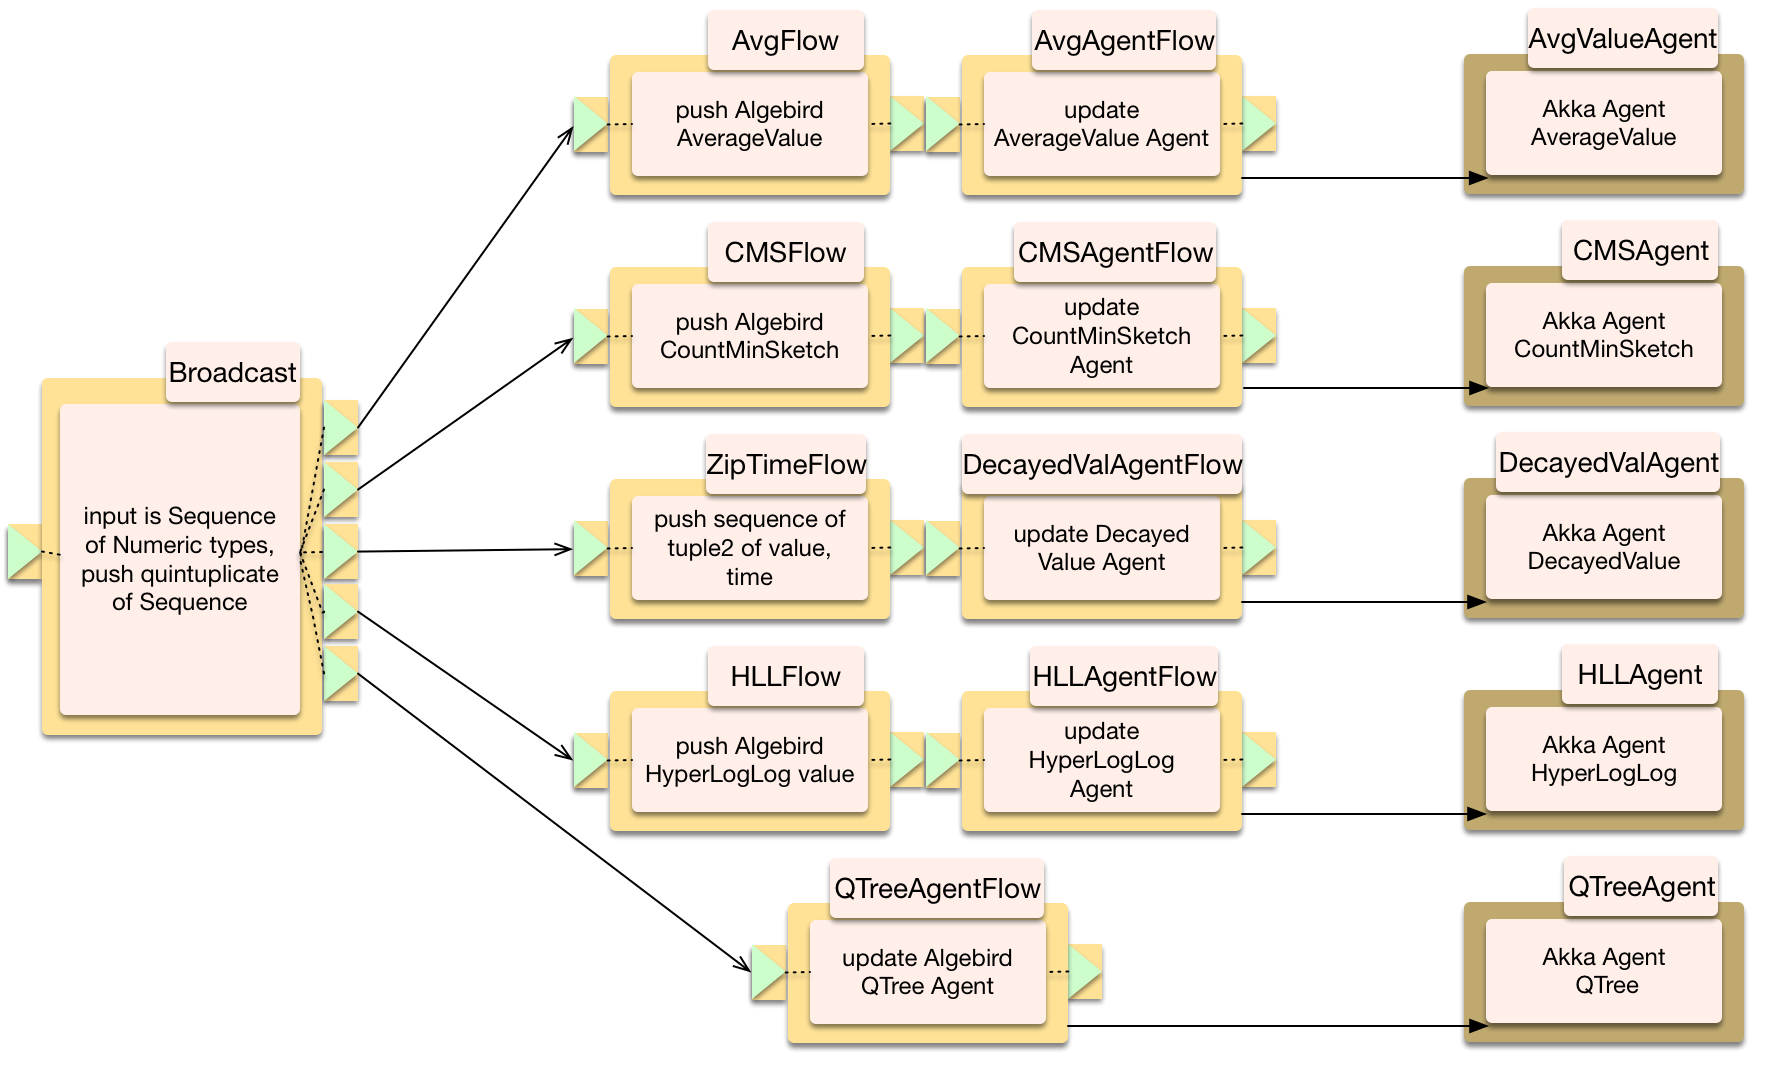 Broadcast
input is Sequence
of Numeric types,
push quintuplicate
of Sequence
AvgFlow
push Algebird
AverageValue
AvgAgentFlow
update
AverageValue Agent
AvgValueAgent
Akka Agent
AverageValue
CMSFlow
push Algebird
CountMinSketch
CMSAgentFlow
update
CountMinSketch
Agent
CMSAgent
Akka Agent
CountMinSketch
ZipTimeFlow
push sequence of
tuple2 of value,
time
DecayedValAgentFlow
update Decayed
Value Agent
DecayedValAgent
Akka Agent
DecayedValue
HLLFlow
push Algebird
HyperLogLog value
HLLAgentFlow
update
HyperLogLog
Agent
HLLAgent
Akka Agent
HyperLogLog
QTreeAgentFlow
update Algebird
QTree Agent
QTreeAgent
Akka Agent
QTree